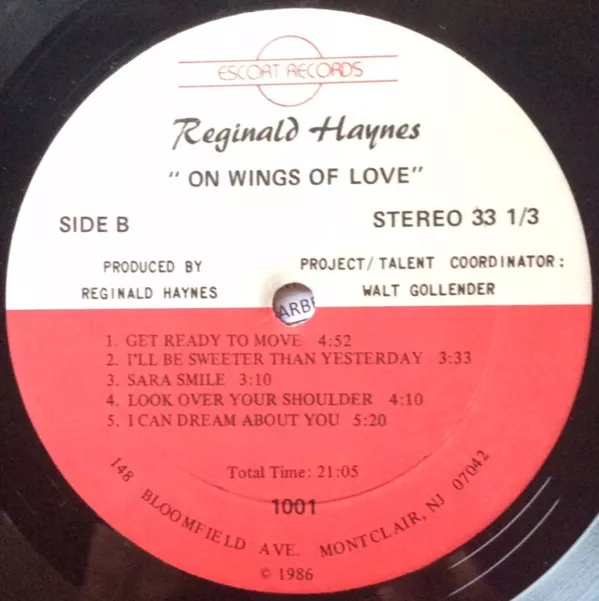 ESCORT RECORDS
Reginald Haynes
" ON WINGS OF LOVE"
SIDE B
STEREO 33 1/3
PRODUCED BY
REGINALD HAYNES
PROJECT/TALENT COORDINATOR:
WALT GOLLENDER
ARB
1. GET READY TO MOVE 4:52
2. I'LL BE SWEETER THAN YESTERDAY 3:33
3. SARA SMILE 3:10
4. LOOK OVER YOUR SHOULDER 4:10
5. I CAN DREAM ABOUT YOU 5:20
Total Time: 21:05
1001
148 BLOOMFIELD AVE. MONTCLAIR, NJ 07042
© 1986